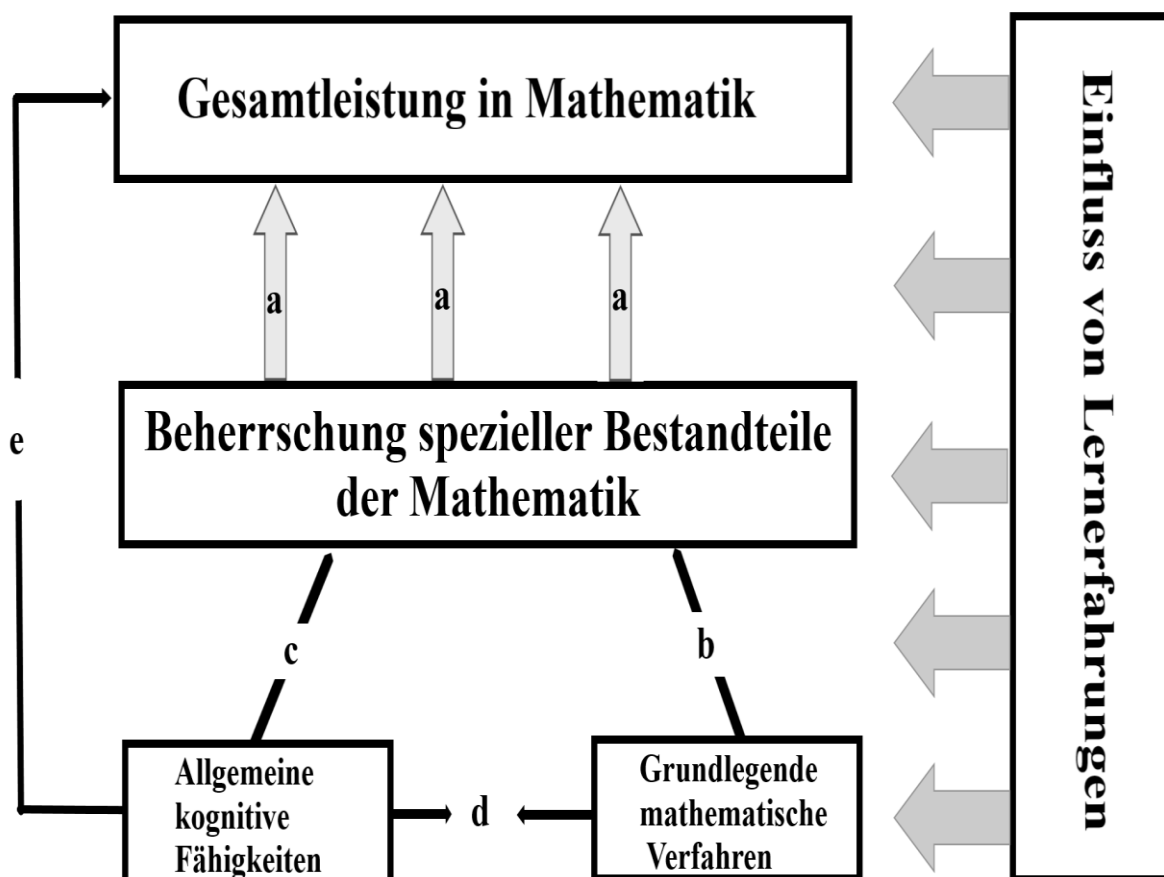 Gesamtleistung in Mathematik
a
a
a
e
Beherrschung spezieller Bestandteile
der Mathematik
c
b
Allgemeine
kognitive
Fähigkeiten
d
Grundlegende
mathematische
Verfahren
Einfluss von Lernerfahrungen